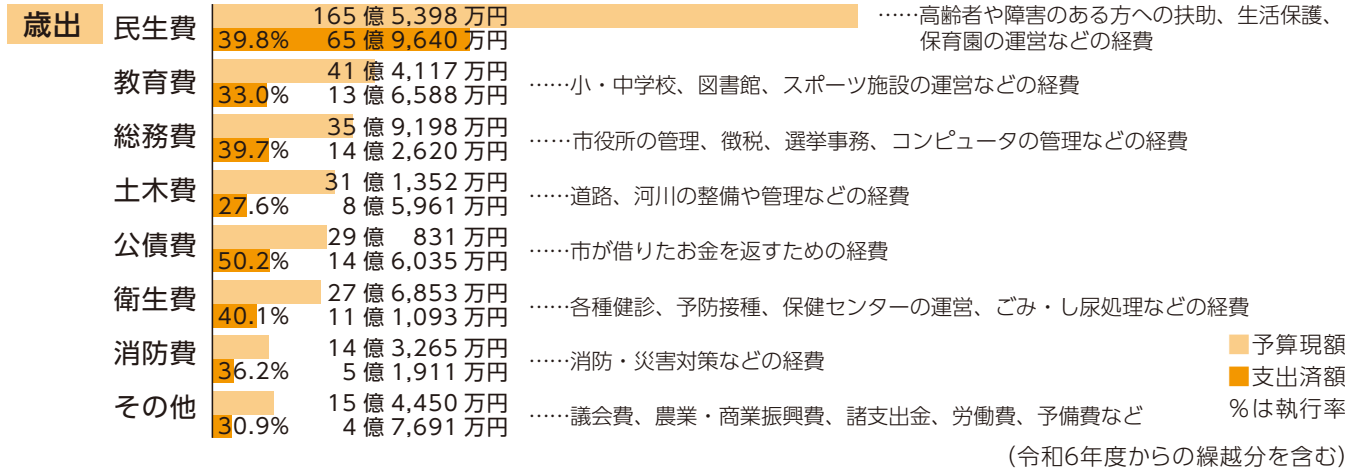 歳出
民生費
165億5,398万円
39.8% 65億9,640万円
……高齢者や障害のある方への扶助、生活保護、
保育園の運営などの経費
教育費
41億4,117万円
33.0% 13億6,588万円
……小・中学校、図書館、スポーツ施設の運営などの経費
総務費
35億9,198万円
39.7% 14億2,620万円
……市役所の管理、徴税、選挙事務、コンピュータの管理などの経費
土木費
31億1,352万円
27.6% 8億5,961万円
……道路、河川の整備や管理などの経費
公債費
29億 831万円
50.2% 14億6,035万円
……市が借りたお金を返すための経費
衛生費
27億6,853万円
40.1% 11億1,093万円
……各種健診、予防接種、保健センターの運営、ごみ・し尿処理などの経費
消防費
14億3,265万円
36.2% 5億1,911万円
……消防・災害対策などの経費
その他
15億4,450万円
30.9% 4億7,691万円
……議会費、農業・商業振興費、諸支出金、労働費、予備費など
予算現額
支出済額
%は執行率
(令和6年度からの繰越分を含む)